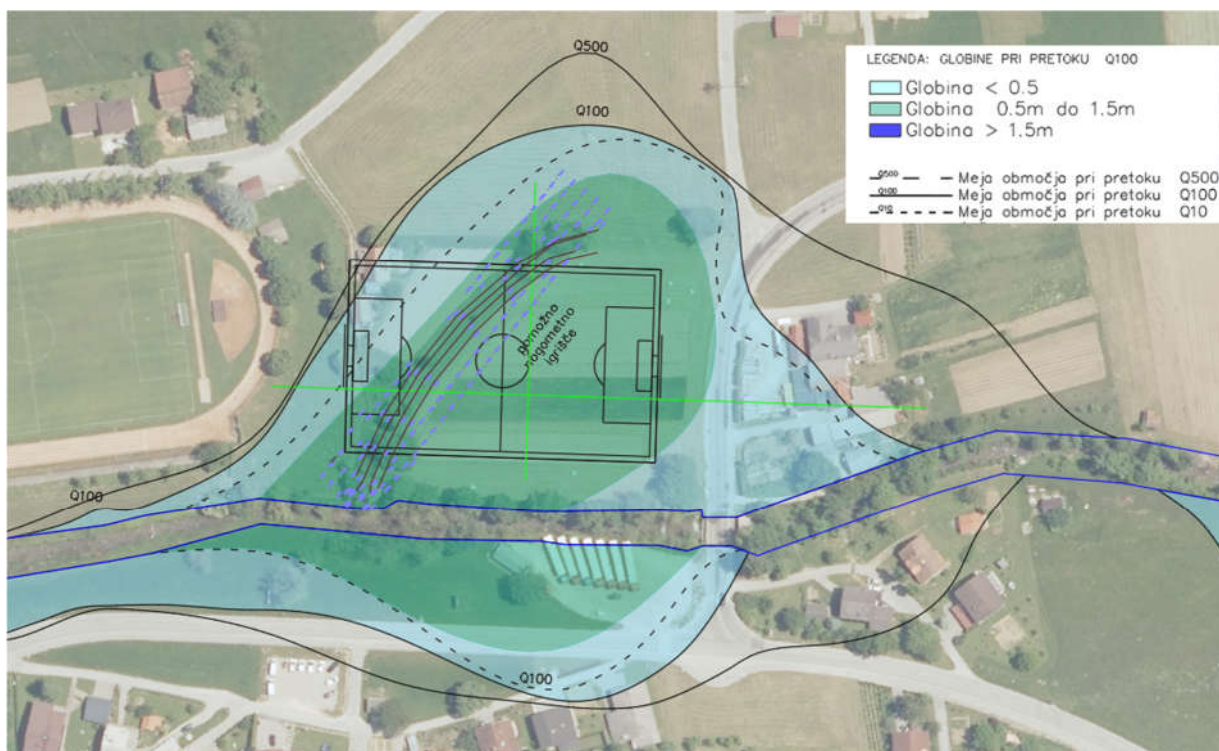 Q500
LEGENDA: GLOBINE PRI PRETOKU Q100
Globina < 0.5
Globina 0.5m do 1.5m
Globina > 1.5m
Q500 Meja območja pri pretoku Q500
Q100 Meja območja pri pretoku Q100
Q10 Meja območja pri pretoku Q10
Q100
pomožno
nogometno
igrišče
Q100
Q100